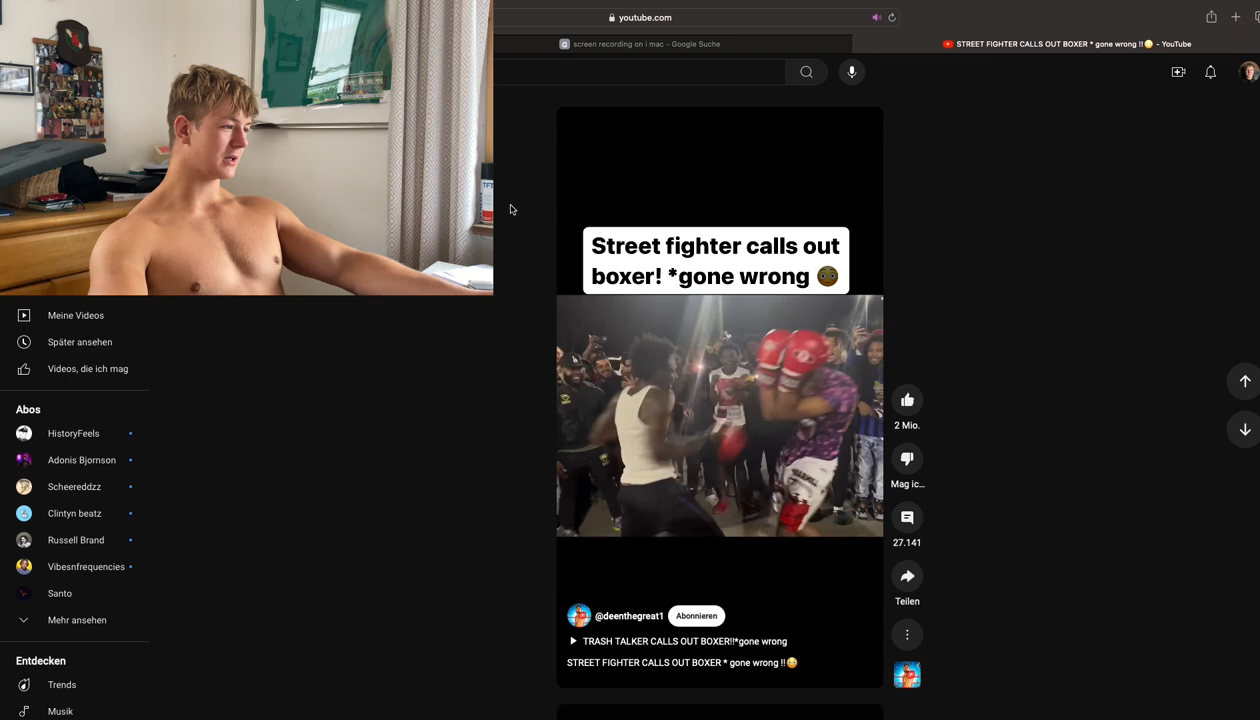 youtube.com
G screen recording on i mac - Google Suche
STREET FIGHTER CALLS OUT BOXER * gone wrong !!😳 - YouTube
TFT
Street fighter calls out
boxer! *gone wrong
Meine Videos
Später ansehen
Videos, die ich mag
Abos
HistoryFeels
Adonis Bjornson
Scheereddzz
Clintyn beatz
Russell Brand
Vibesnfrequencies
Santo
Mehr ansehen
Entdecken
Trends
Musik
2 Mio.
Mag ic...
27.141
Teilen
@deenthegreat1 Abonnieren
TRASH TALKER CALLS OUT BOXER!!*gone wrong
STREET FIGHTER CALLS OUT BOXER * gone wrong !!😳